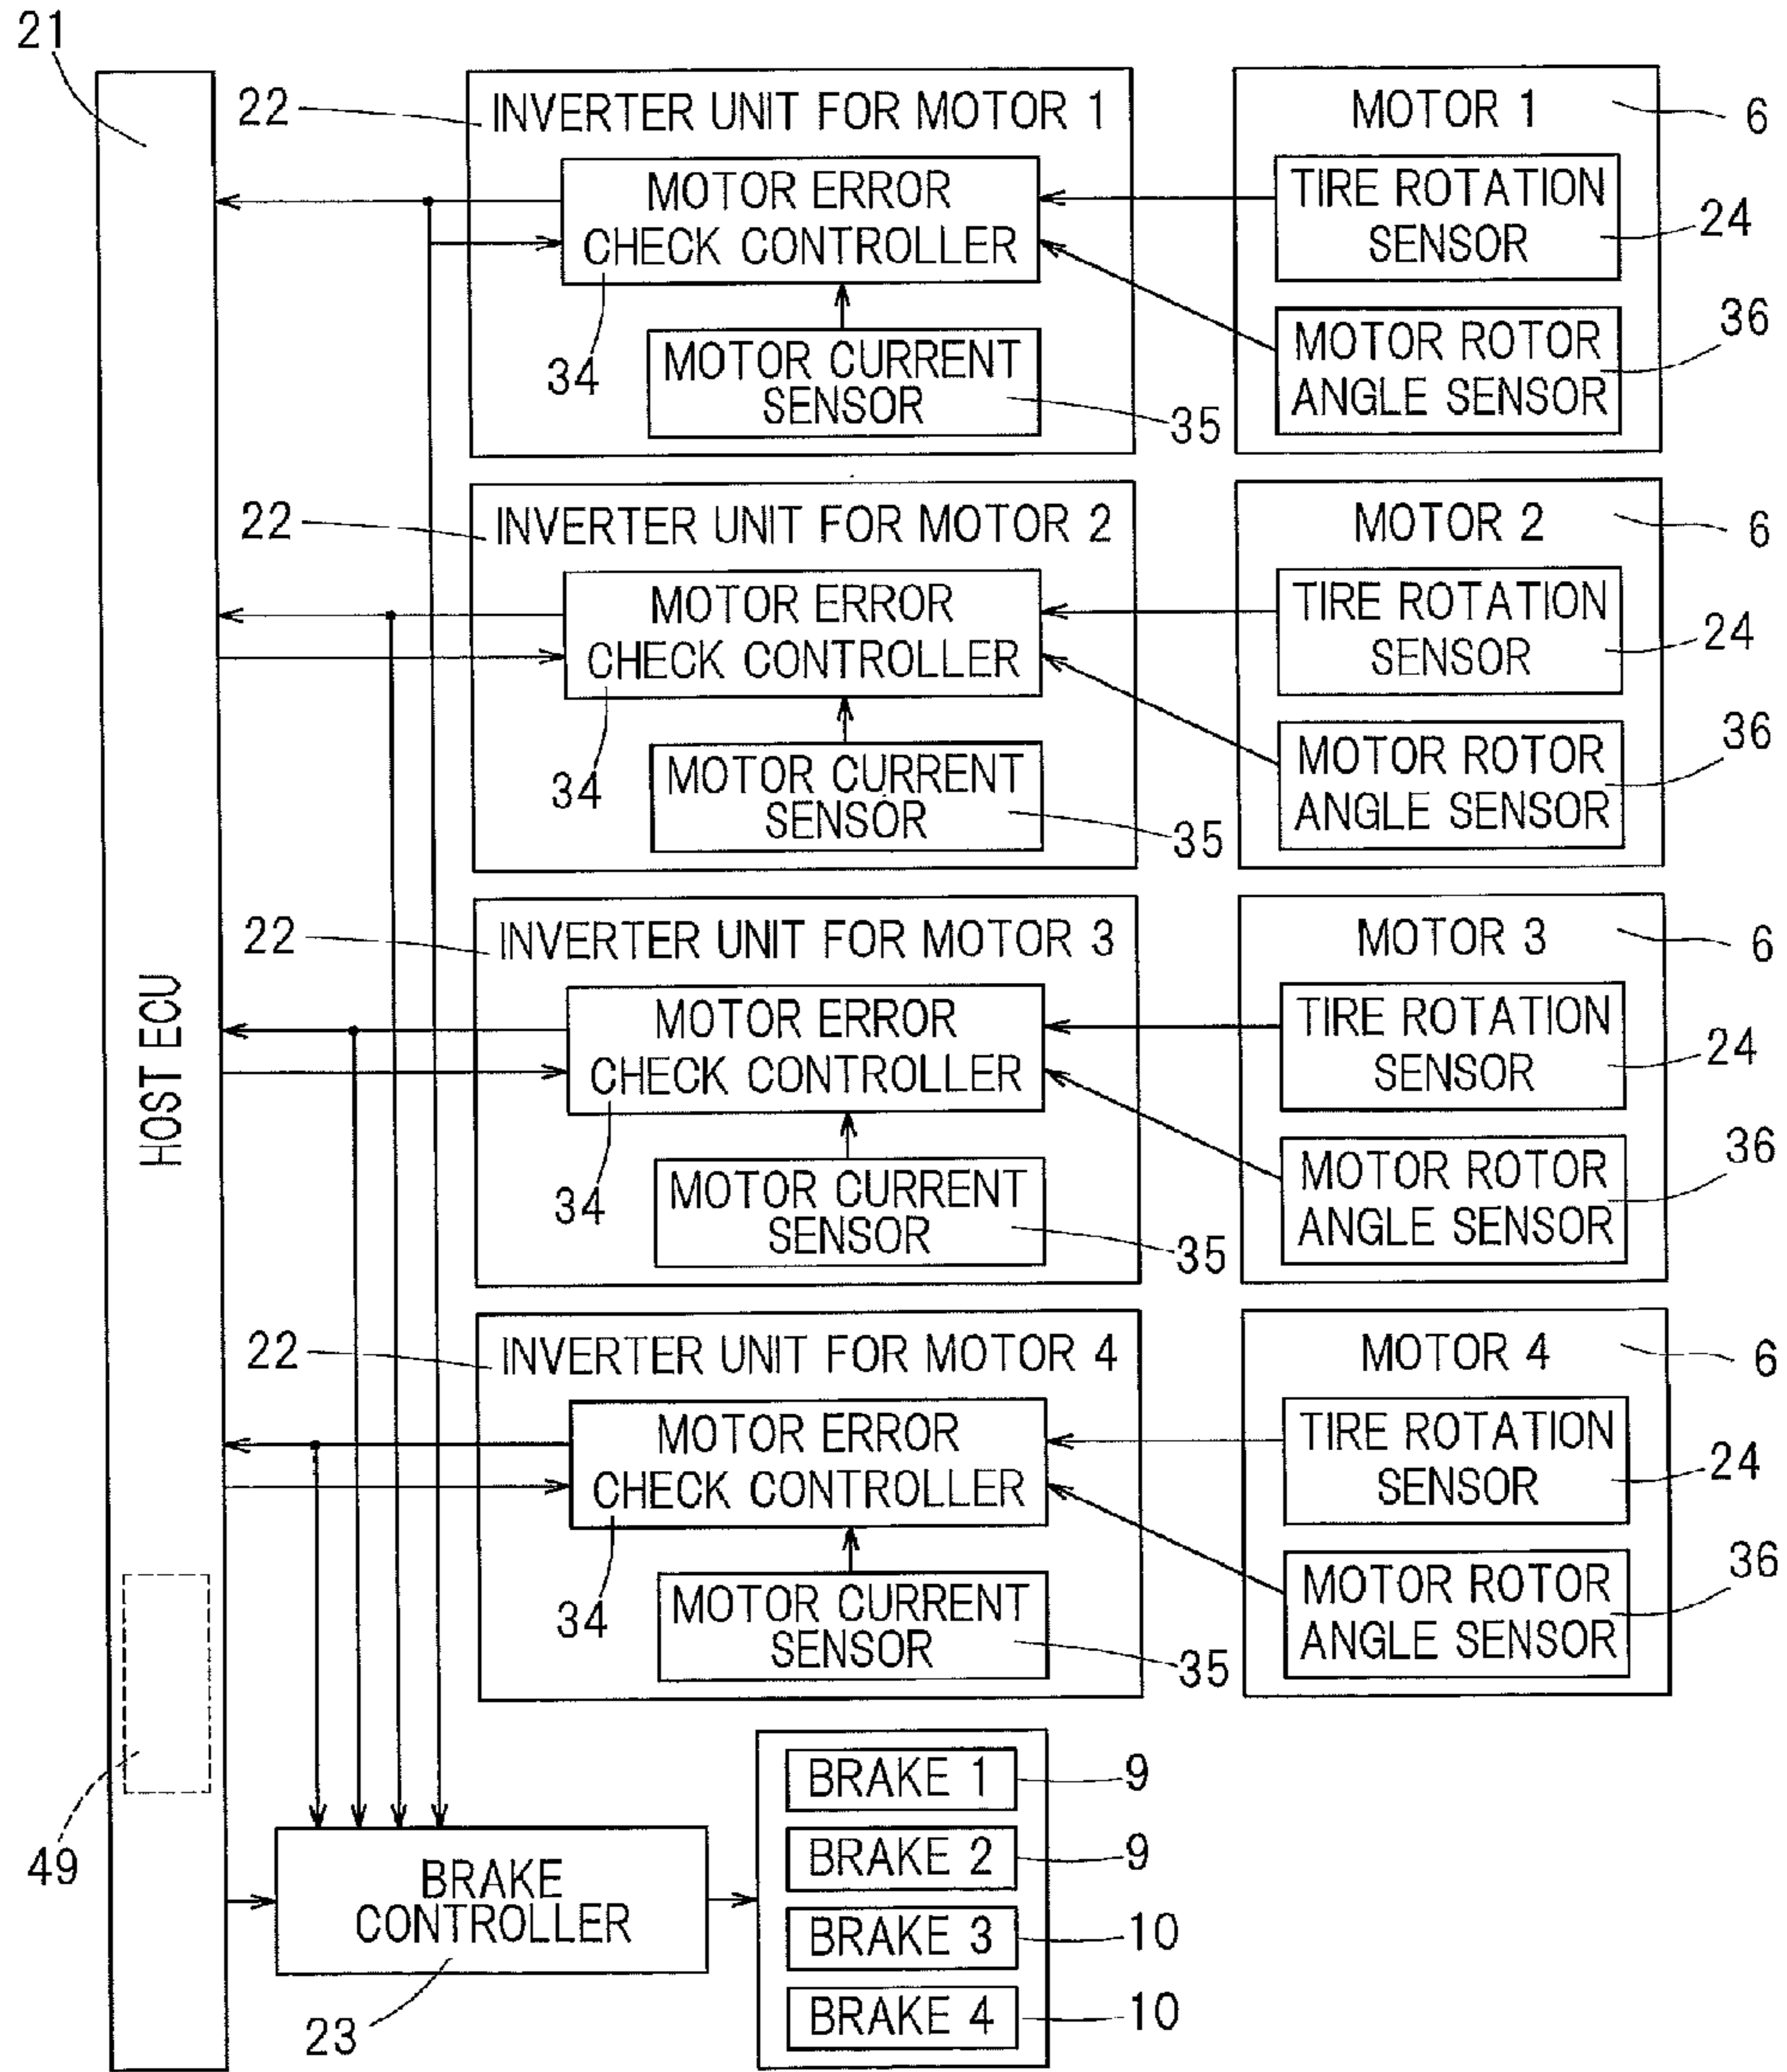 21
HOST ECU
49
22
INVERTER UNIT FOR MOTOR 1
MOTOR ERROR
CHECK CONTROLLER
34
MOTOR CURRENT
SENSOR
35
MOTOR 1
6
TIRE ROTATION
SENSOR
24
MOTOR ROTOR
ANGLE SENSOR
36
22
INVERTER UNIT FOR MOTOR 2
MOTOR ERROR
CHECK CONTROLLER
34
MOTOR CURRENT
SENSOR
35
MOTOR 2
6
TIRE ROTATION
SENSOR
24
MOTOR ROTOR
ANGLE SENSOR
36
22
INVERTER UNIT FOR MOTOR 3
MOTOR ERROR
CHECK CONTROLLER
34
MOTOR CURRENT
SENSOR
35
MOTOR 3
6
TIRE ROTATION
SENSOR
24
MOTOR ROTOR
ANGLE SENSOR
36
22
INVERTER UNIT FOR MOTOR 4
MOTOR ERROR
CHECK CONTROLLER
34
MOTOR CURRENT
SENSOR
35
MOTOR 4
6
TIRE ROTATION
SENSOR
24
MOTOR ROTOR
ANGLE SENSOR
36
BRAKE
CONTROLLER
23
BRAKE 1
9
BRAKE 2
9
BRAKE 3
10
BRAKE 4
10